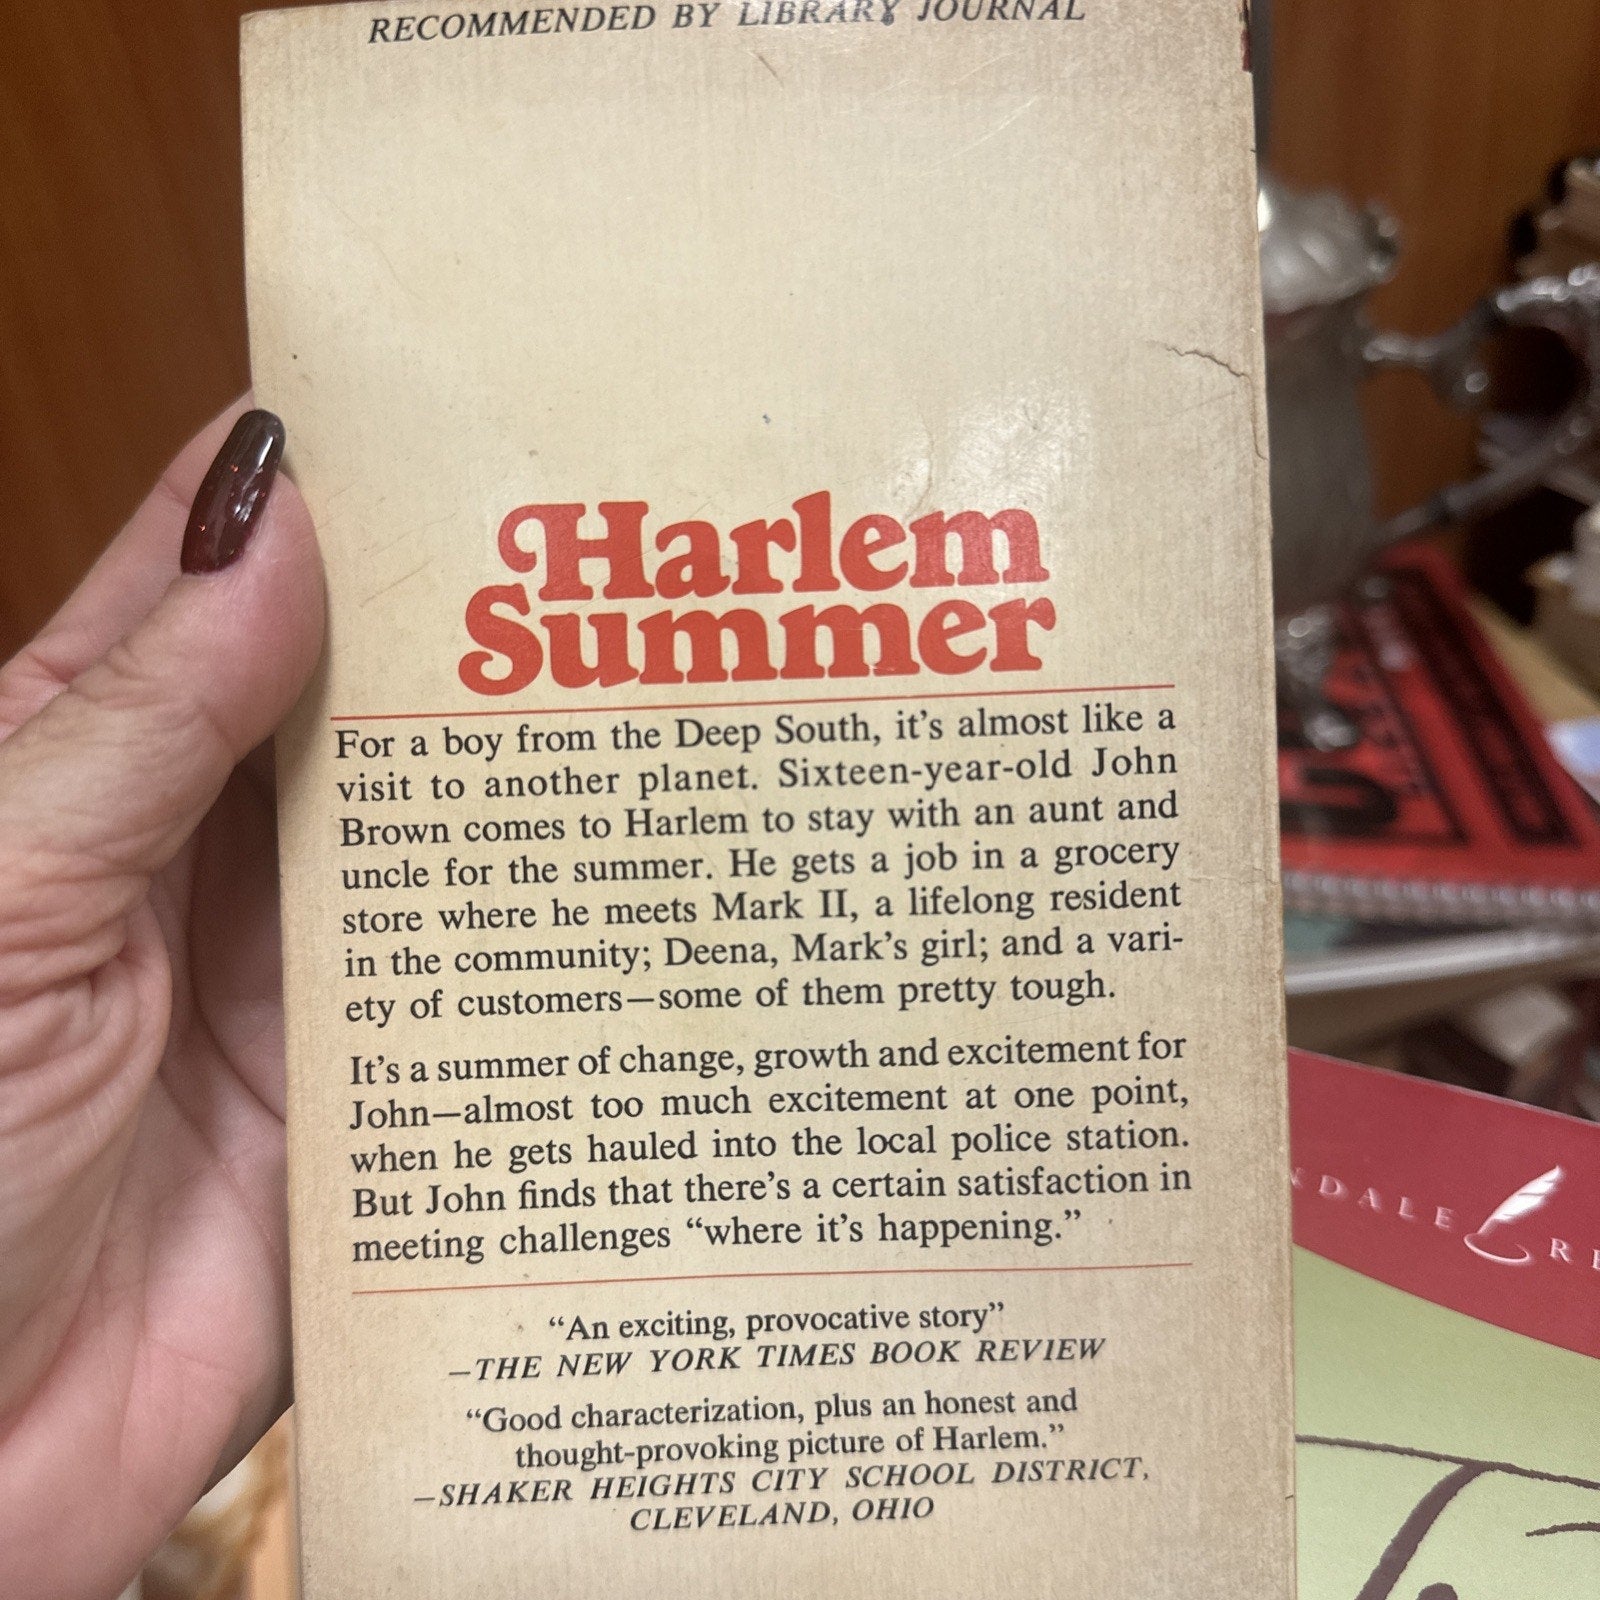 RECOMMENDED BY LIBRARY JOURNAL
Harlem
Summer
For a boy from the Deep South, it's almost like a
visit to another planet. Sixteen-year-old John
Brown comes to Harlem to stay with an aunt and
uncle for the summer. He gets a job in a grocery
store where he meets Mark II, a lifelong resident
in the community; Deena, Mark's girl; and a vari-
ety of customers—some of them pretty tough.
It's a summer of change, growth and excitement for
John—almost too much excitement at one point,
when he gets hauled into the local police station.
But John finds that there's a certain satisfaction in
meeting challenges “where it's happening.”
“An exciting, provocative story”
—THE NEW YORK TIMES BOOK REVIEW
“Good characterization, plus an honest and
thought-provoking picture of Harlem.”
—SHAKER HEIGHTS CITY SCHOOL DISTRICT,
CLEVELAND, OHIO